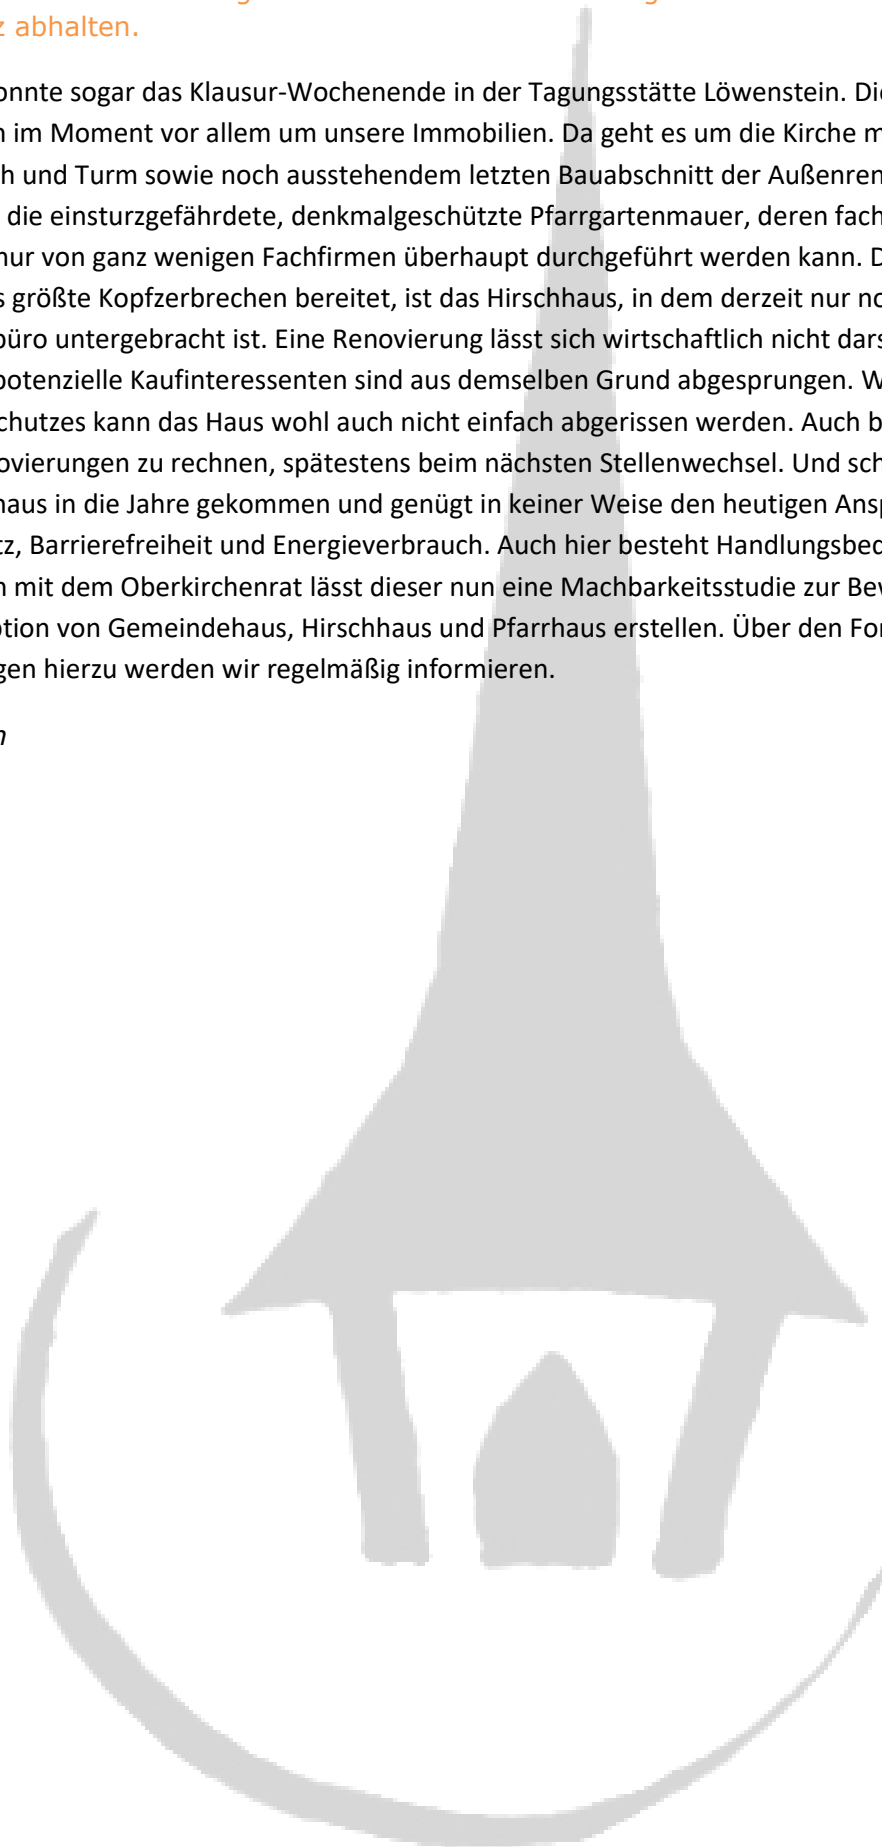 z abhalten.
onnte sogar das Klausur-Wochenende in der Tagungsstätte Löwenstein. Die
n im Moment vor allem um unsere Immobilien. Da geht es um die Kirche m
ch und Turm sowie noch ausstehendem letzten Bauabschnitt der Außenren
die einsturzgefährdete, denkmalgeschützte Pfarrgartenmauer, deren fach
nur von ganz wenigen Fachfirmen überhaupt durchgeführt werden kann. D
s größte Kopfzerbrechen bereitet, ist das Hirschhaus, in dem derzeit nur no
büro untergebracht ist. Eine Renovierung lässt sich wirtschaftlich nicht dars
potenzielle Kaufinteressenten sind aus demselben Grund abgesprungen. W
chutzes kann das Haus wohl auch nicht einfach abgerissen werden. Auch b
ovierungen zu rechnen, spätestens beim nächsten Stellenwechsel. Und sch
haus in die Jahre gekommen und genügt in keiner Weise den heutigen Ansp
tz, Barrierefreiheit und Energieverbrauch. Auch hier besteht Handlungsbed
n mit dem Oberkirchenrat lässt dieser nun eine Machbarkeitsstudie zur Bev
ption von Gemeindehaus, Hirschhaus und Pfarrhaus erstellen. Über den For
gen hierzu werden wir regelmäßig informieren.
n